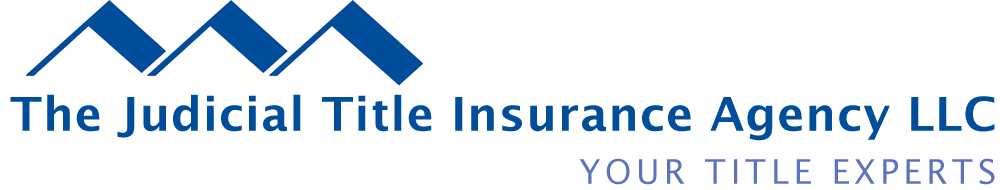 The Judicial Title Insurance Agency LLC
YOUR TITLE EXPERTS